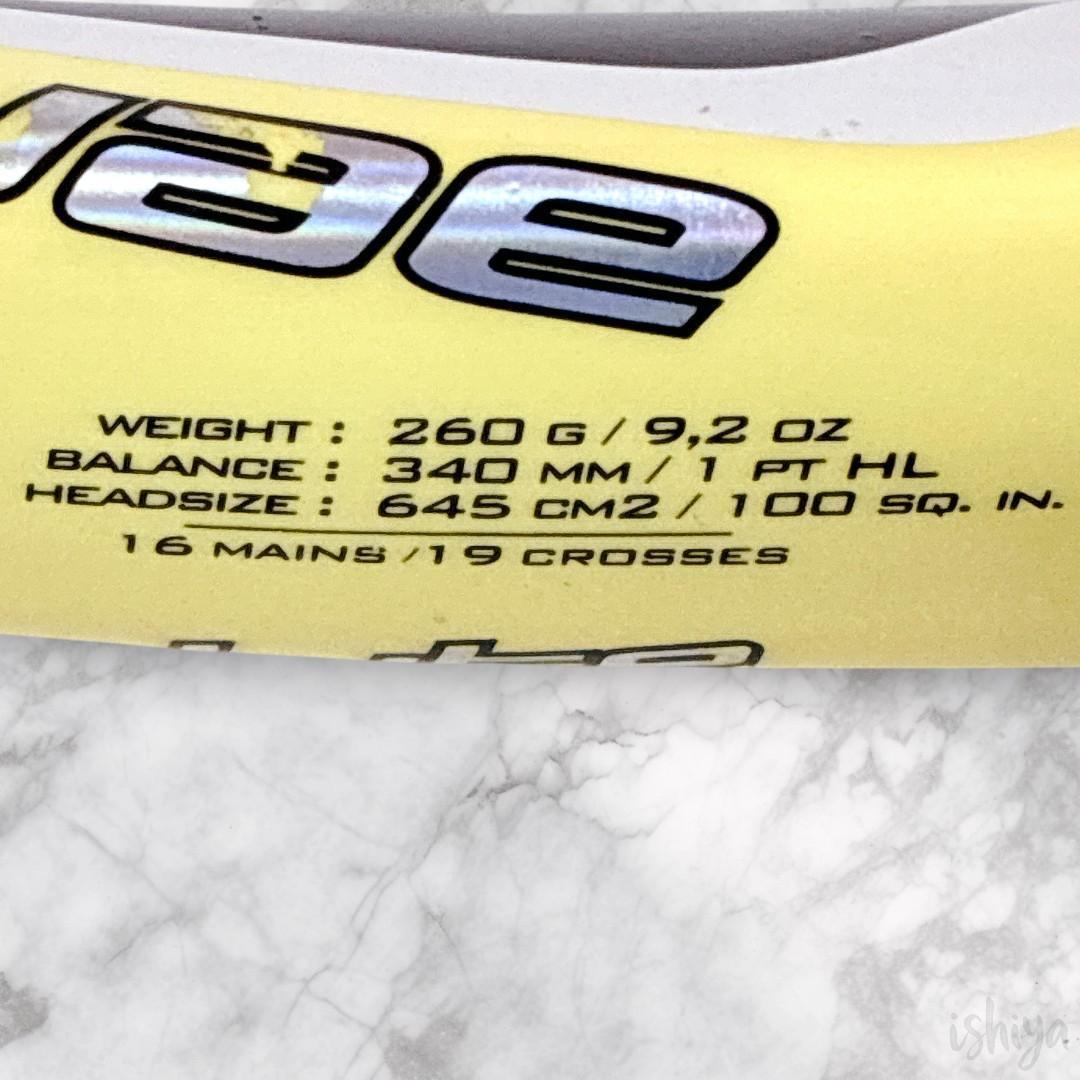 WEIGHT : 260 G / 9,2 OZ
BALANCE : 340 MM / 1 PT HL
HEADSIZE : 645 CM2 / 100 SQ. IN.
16 MAINS / 19 CROSSES
ishiya